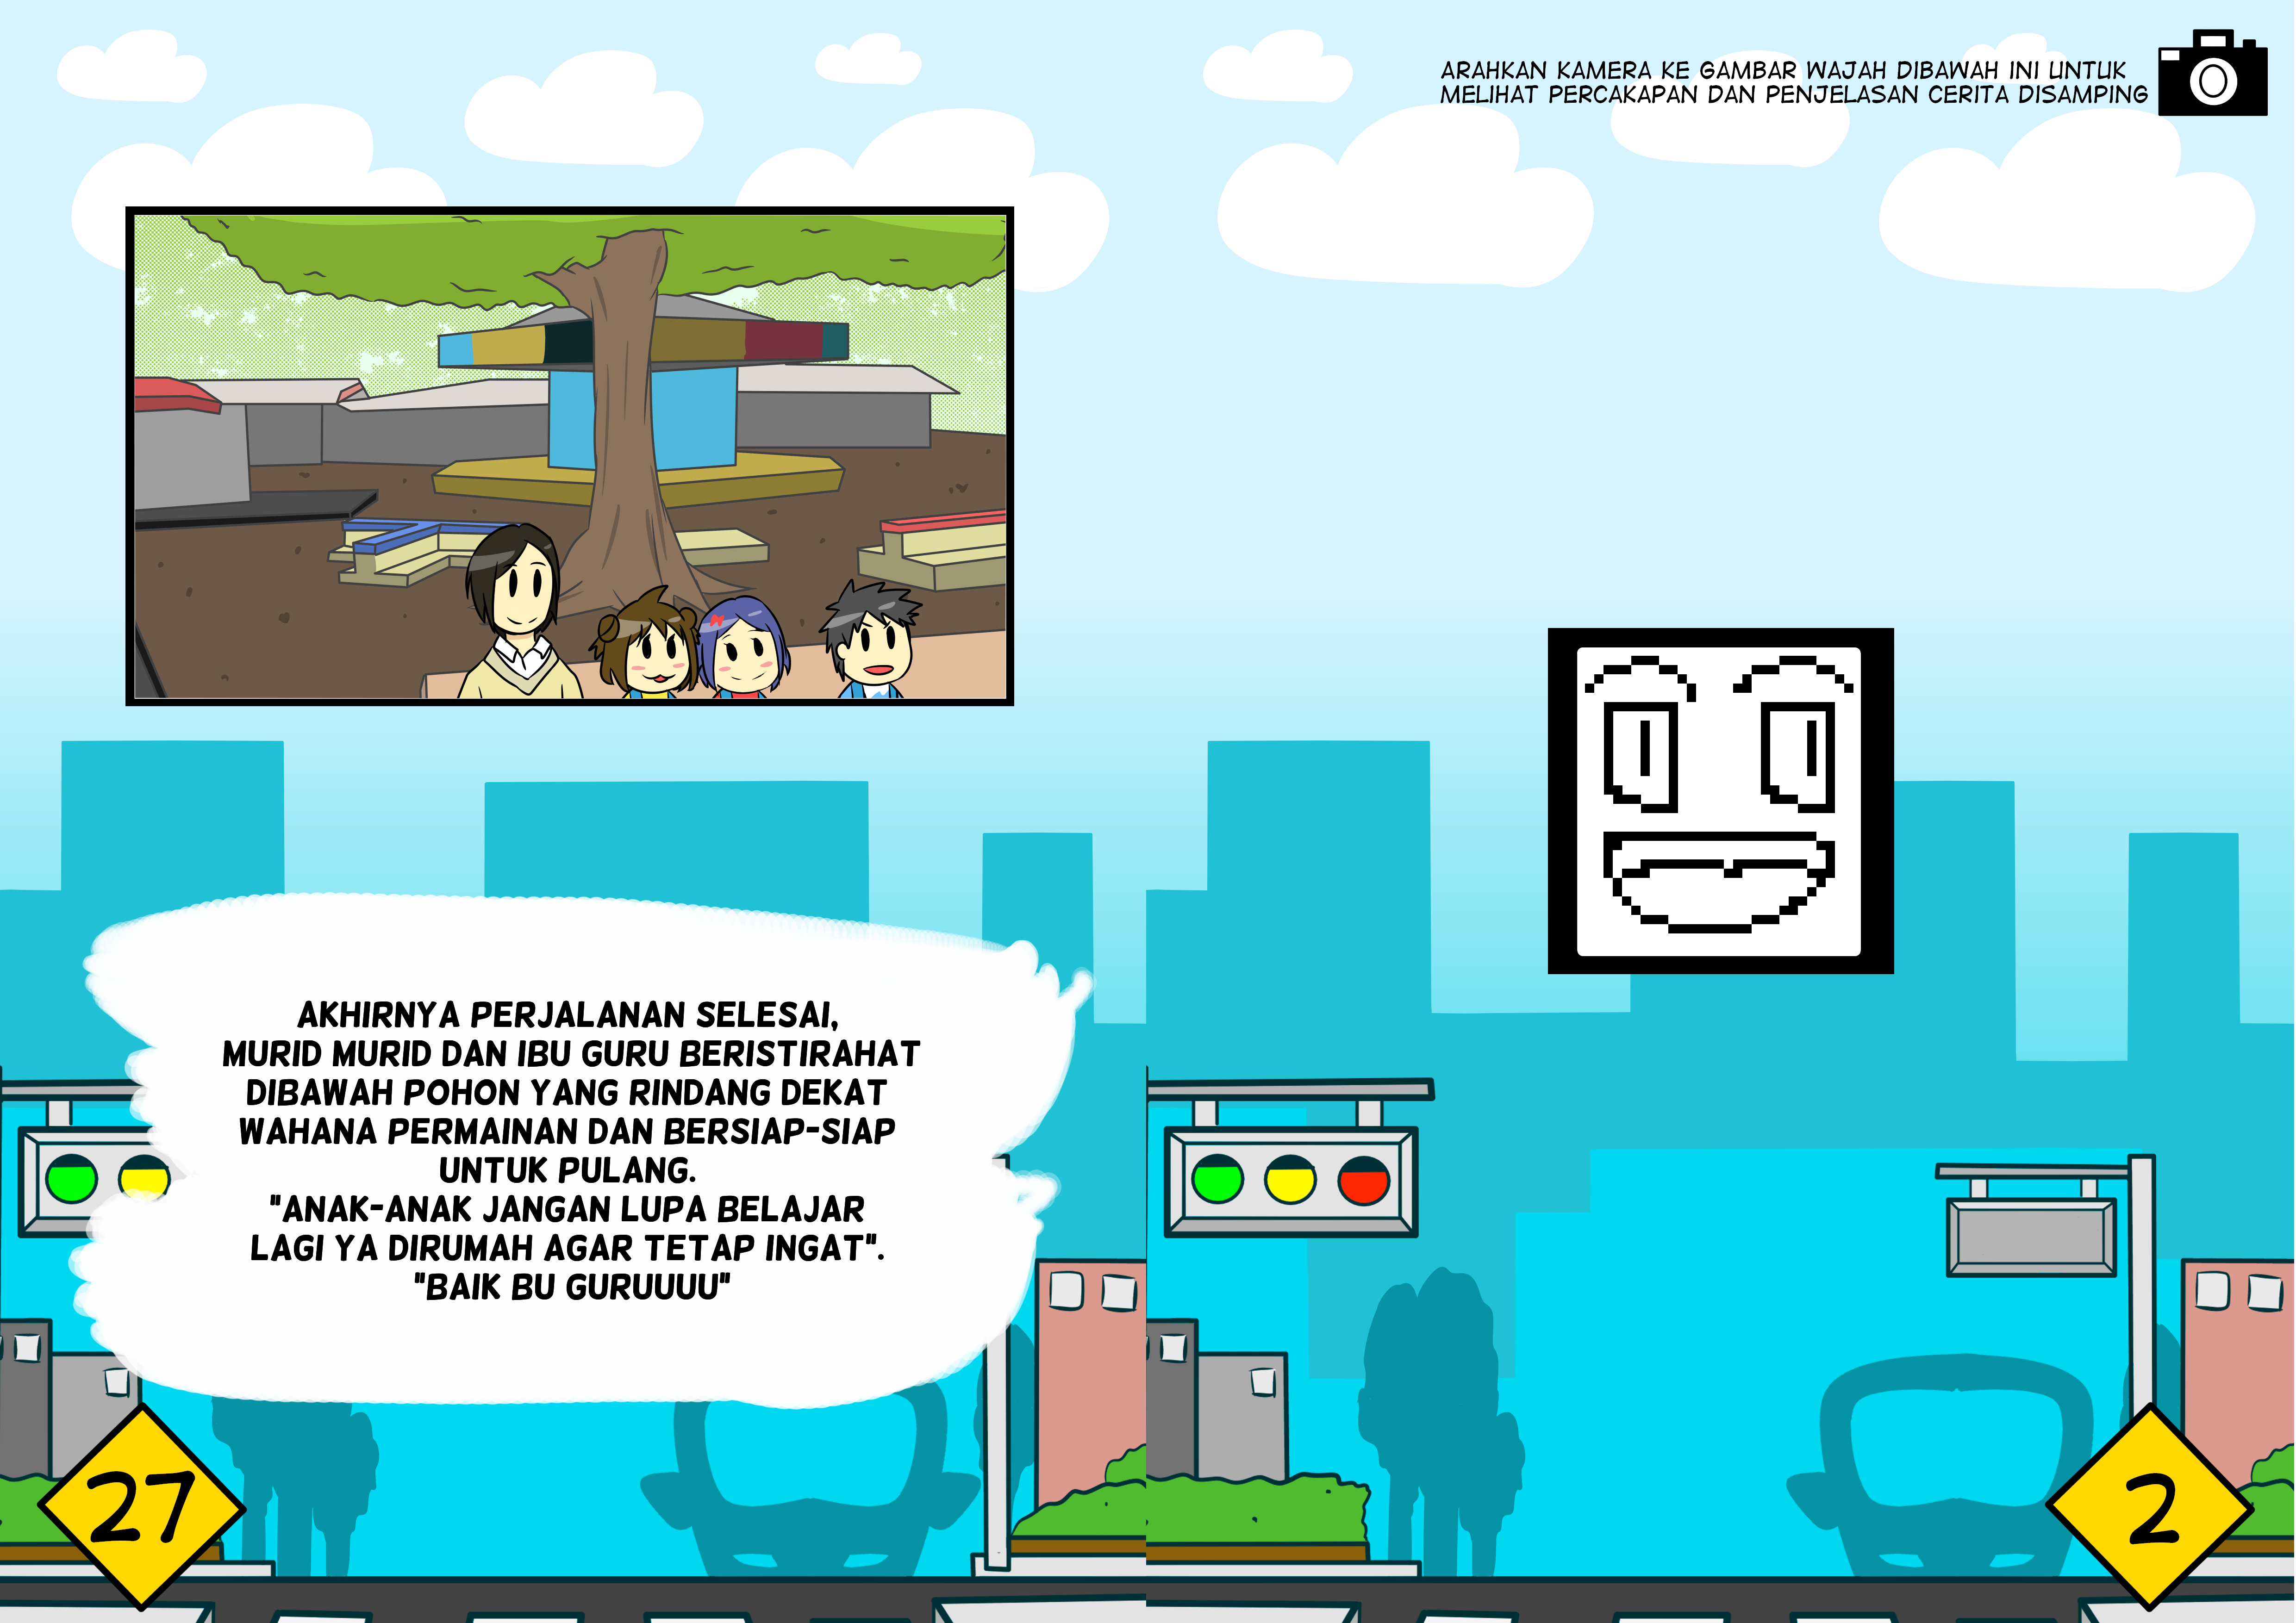 AKHIRNYA PERJALANAN SELESAI,
MURID MURID DAN IBU GURU BERISTIRAHAT
DIBAWAH POHON YANG RINDANG DEKAT
WAHANA PERMAINAN DAN BERSIAP-SIAP
UNTUK PULANG.
"ANAK-ANAK JANGAN LUPA BELAJAR
LAGI YA DIRUMAH AGAR TETAP INGAT".
"BAIK BU GURUUUU"
27
ARAHKAN KAMERA KE GAMBAR WAJAH DIBAWAH INI UNTUK
MELIHAT PERCAKAPAN DAN PENJELASAN CERITA DISAMPING
2